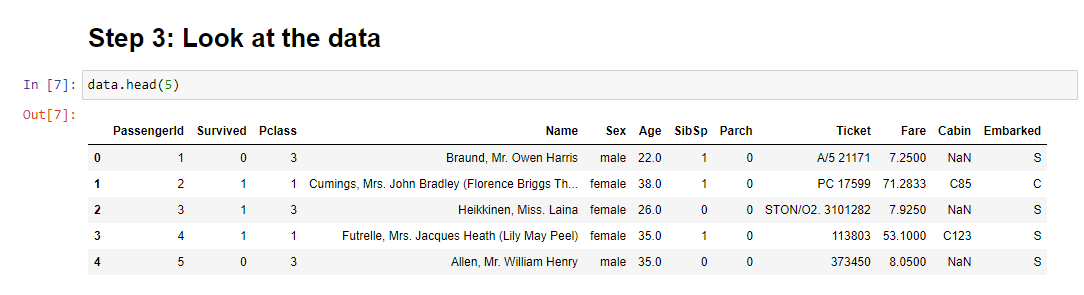 Step 3: Look at the data
In [7]: data.head(5)
Out[7]:
PassengerId Survived Pclass Name Sex Age SibSp Parch Ticket Fare Cabin Embarked
0 1 0 3 Braund, Mr. Owen Harris male 22.0 1 0 A/5 21171 7.2500 NaN S
1 2 1 1 Cumings, Mrs. John Bradley (Florence Briggs Th... female 38.0 1 0 PC 17599 71.2833 C85 C
2 3 1 3 Heikkinen, Miss. Laina female 26.0 0 0 STON/O2. 3101282 7.9250 NaN S
3 4 1 1 Futrelle, Mrs. Jacques Heath (Lily May Peel) female 35.0 1 0 113803 53.1000 C123 S
4 5 0 3 Allen, Mr. William Henry male 35.0 0 0 373450 8.0500 NaN S